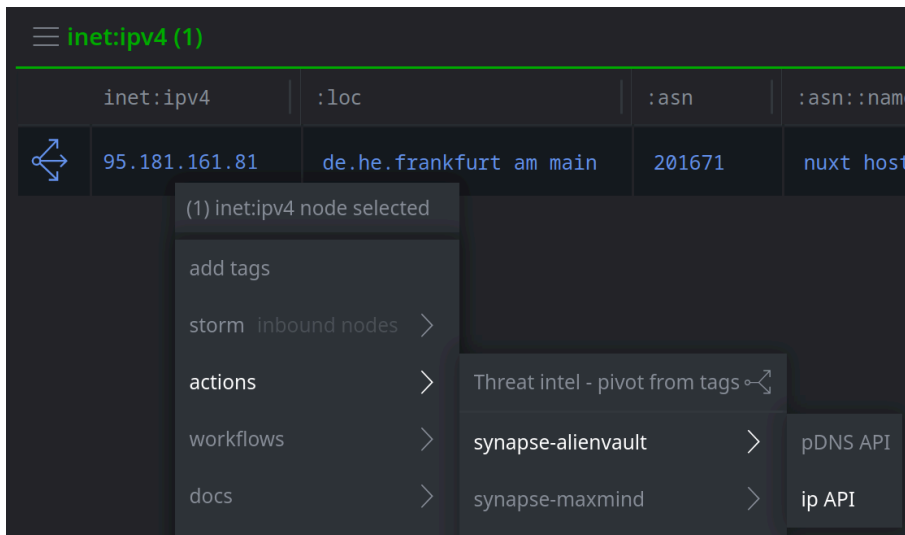 inet:ipv4 (1)
inet:ipv4 :loc :asn :asn::nam
95.181.161.81 de.he.frankfurt am main 201671 nuxt host
(1) inet:ipv4 node selected
add tags
storm inbound nodes
actions
Threat intel - pivot from tags
workflows
synapse-alienvault
pDNS API
docs
synapse-maxmind
ip API